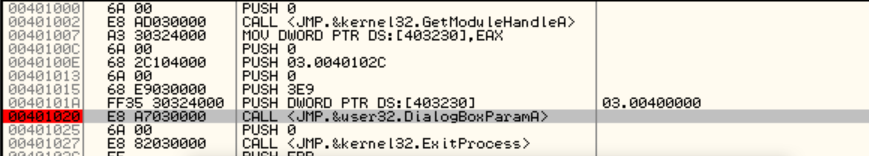 00401000 6A 00 PUSH 0
00401002 E8 AD030000 CALL <JMP.&kernel32.GetModuleHandleA>
00401007 A3 30324000 MOV DWORD PTR DS:[403230],EAX
0040100C 6A 00 PUSH 0
0040100E 68 2C104000 PUSH 03.0040102C
00401013 6A 00 PUSH 0
00401015 68 E9030000 PUSH 3E9
0040101A FF35 30324000 PUSH DWORD PTR DS:[403230] 03.00400000
00401020 E8 A7030000 CALL <JMP.&user32.DialogBoxParamA>
00401025 6A 00 PUSH 0
00401027 E8 82030000 CALL <JMP.&kernel32.ExitProcess>